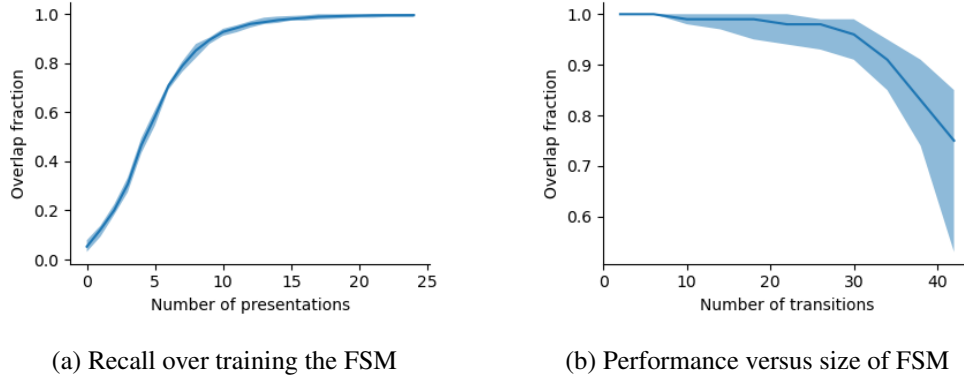 1.0
0.8
0.6
0.4
0.2
0.0
Overlap fraction
0 5 10 15 20 25
Number of presentations
(a) Recall over training the FSM
1.0
0.9
0.8
0.7
0.6
Overlap fraction
0 10 20 30 40
Number of transitions
(b) Performance versus size of FSM